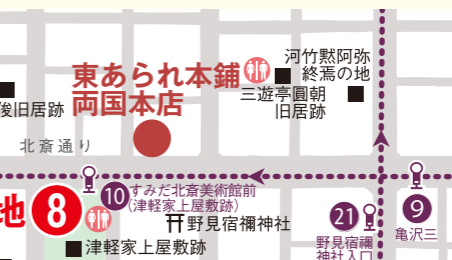 河竹黙阿弥
終焉の地
東あられ本鋪
両国本店
三遊亭圓朝
旧居跡
俊旧居跡
北斎通り
10 すみだ北斎美術館前
(津軽家上屋敷跡)
地 8
野見宿禰神社
津軽家上屋敷跡
21
野見宿禰
神社入口
9
亀沢三